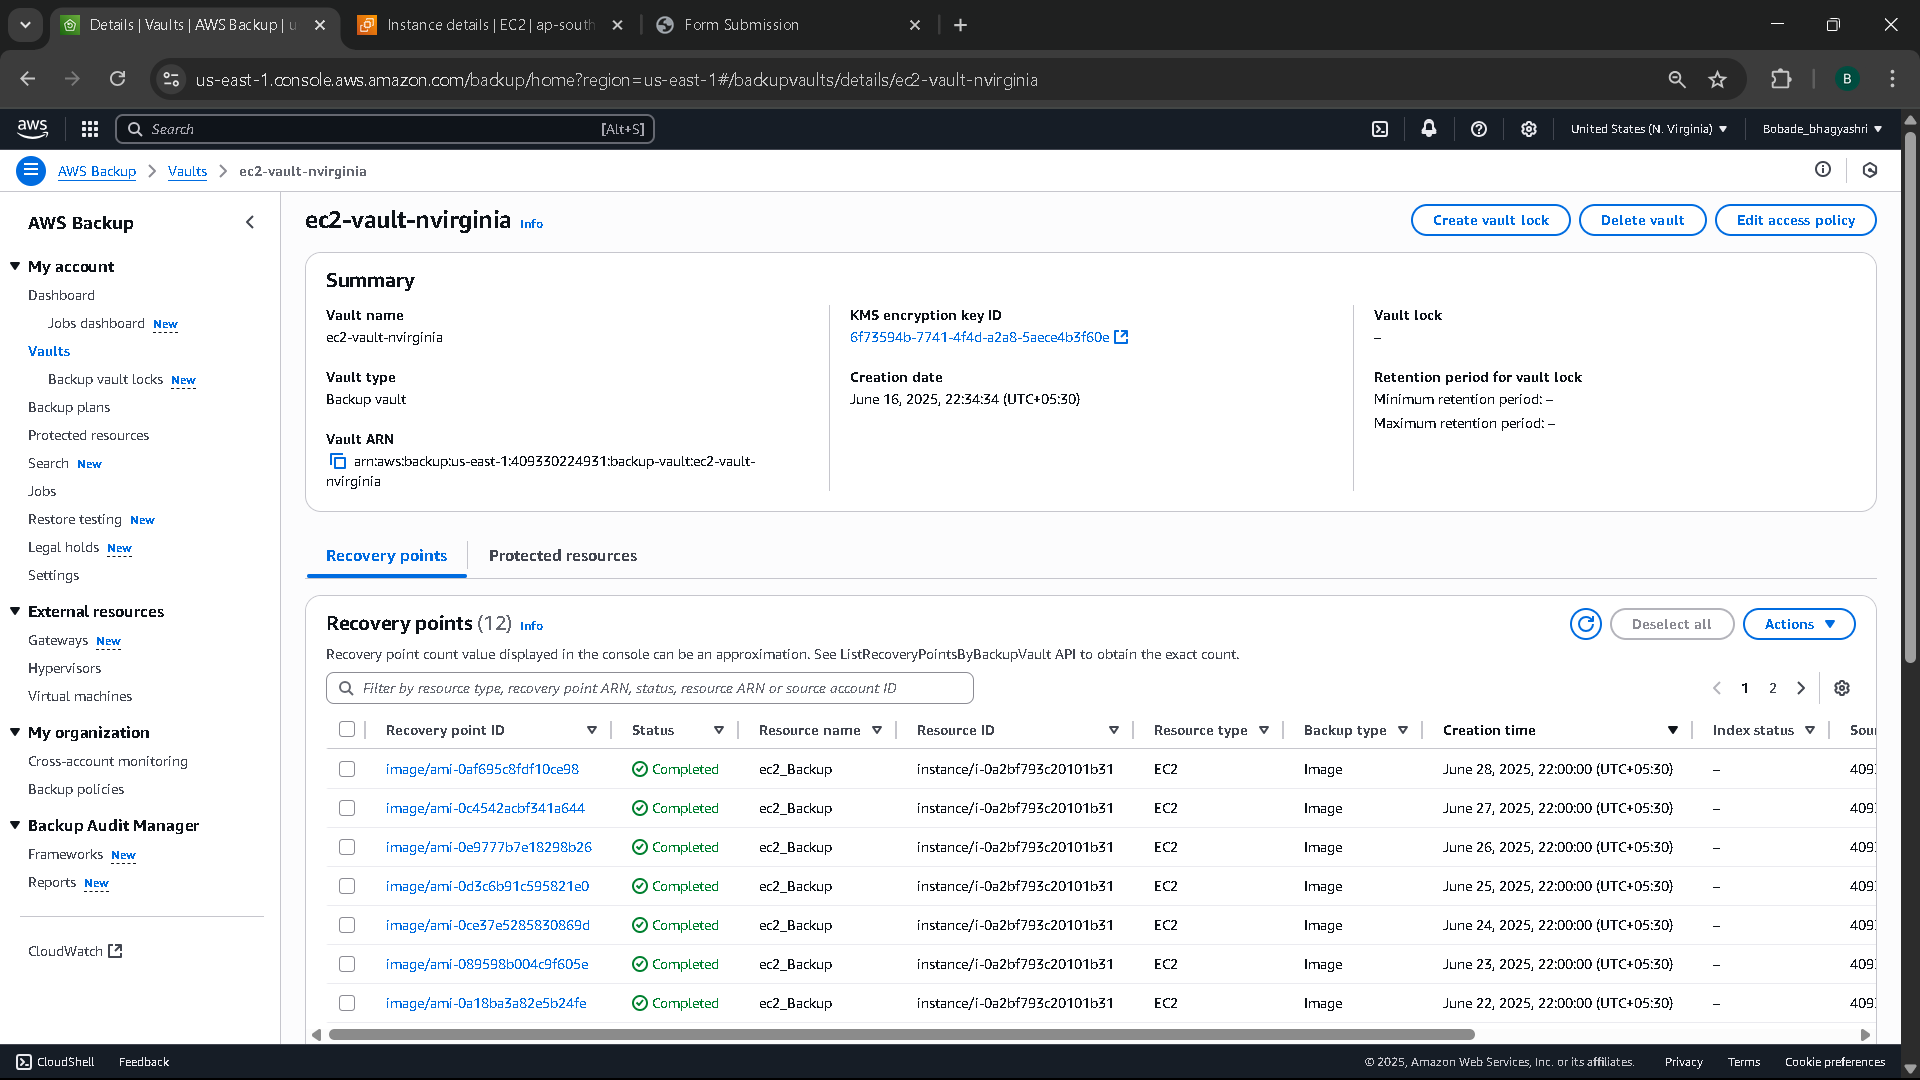 Details | Vaults | AWS Backup | u
Instance details | EC2 | ap-south
Form Submission
us-east-1.console.aws.amazon.com/backup/home?region=us-east-1#/backupvaults/details/ec2-vault-nvirginia
B
aws
Search
[Alt+S]
United States (N. Virginia)
Bobade_bhagyashri
AWS Backup
Vaults
ec2-vault-nvirginia
AWS Backup
My account
Dashboard
Jobs dashboard New
Vaults
Backup vault locks New
Backup plans
Protected resources
Search New
Jobs
Restore testing New
Legal holds New
Settings
External resources
Gateways New
Hypervisors
Virtual machines
My organization
Cross-account monitoring
Backup policies
Backup Audit Manager
Frameworks New
Reports New
CloudWatch
ec2-vault-nvirginia Info
Create vault lock
Delete vault
Edit access policy
Summary
Vault name
ec2-vault-nvirginia
Vault type
Backup vault
Vault ARN
arn:aws:backup:us-east-1:409330224931:backup-vault:ec2-vault-
nvirginia
KMS encryption key ID
6f73594b-7741-4f4d-a2a8-5aece4b3f60e
Creation date
June 16, 2025, 22:34:34 (UTC+05:30)
Vault lock
–
Retention period for vault lock
Minimum retention period: –
Maximum retention period: –
Recovery points
Protected resources
Recovery points (12) Info
Deselect all
Actions
Recovery point count value displayed in the console can be an approximation. See ListRecoveryPointsByBackupVault API to obtain the exact count.
Filter by resource type, recovery point ARN, status, resource ARN or source account ID
1 2
Recovery point ID Status Resource name Resource ID Resource type Backup type Creation time Index status Sou
image/ami-0af695c8fdf10ce98 Completed ec2_Backup instance/i-0a2bf793c20101b31 EC2 Image June 28, 2025, 22:00:00 (UTC+05:30) – 409
image/ami-0c4542acbf341a644 Completed ec2_Backup instance/i-0a2bf793c20101b31 EC2 Image June 27, 2025, 22:00:00 (UTC+05:30) – 409
image/ami-0e9777b7e18298b26 Completed ec2_Backup instance/i-0a2bf793c20101b31 EC2 Image June 26, 2025, 22:00:00 (UTC+05:30) – 409
image/ami-0d3c6b91c595821e0 Completed ec2_Backup instance/i-0a2bf793c20101b31 EC2 Image June 25, 2025, 22:00:00 (UTC+05:30) – 409
image/ami-0ce37e5285830869d Completed ec2_Backup instance/i-0a2bf793c20101b31 EC2 Image June 24, 2025, 22:00:00 (UTC+05:30) – 409
image/ami-089598b004c9f605e Completed ec2_Backup instance/i-0a2bf793c20101b31 EC2 Image June 23, 2025, 22:00:00 (UTC+05:30) – 409
image/ami-0a18ba3a82e5b24fe Completed ec2_Backup instance/i-0a2bf793c20101b31 EC2 Image June 22, 2025, 22:00:00 (UTC+05:30) – 409
CloudShell
Feedback
© 2025, Amazon Web Services, Inc. or its affiliates.
Privacy
Terms
Cookie preferences